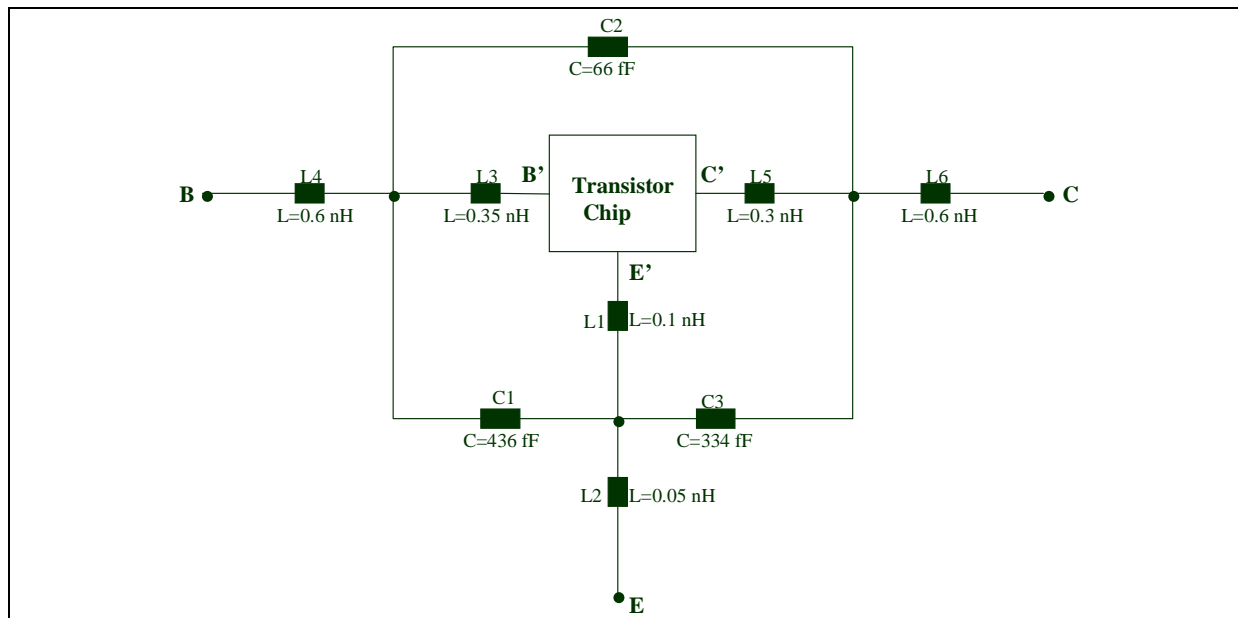 C2
C=66 fF
L4
L3
B'
Transistor
Chip
C'
L5
L6
B
C
L=0.6 nH
L=0.35 nH
L=0.3 nH
L=0.6 nH
E'
L1
L=0.1 nH
C1
C3
C=436 fF
C=334 fF
L2
L=0.05 nH
E